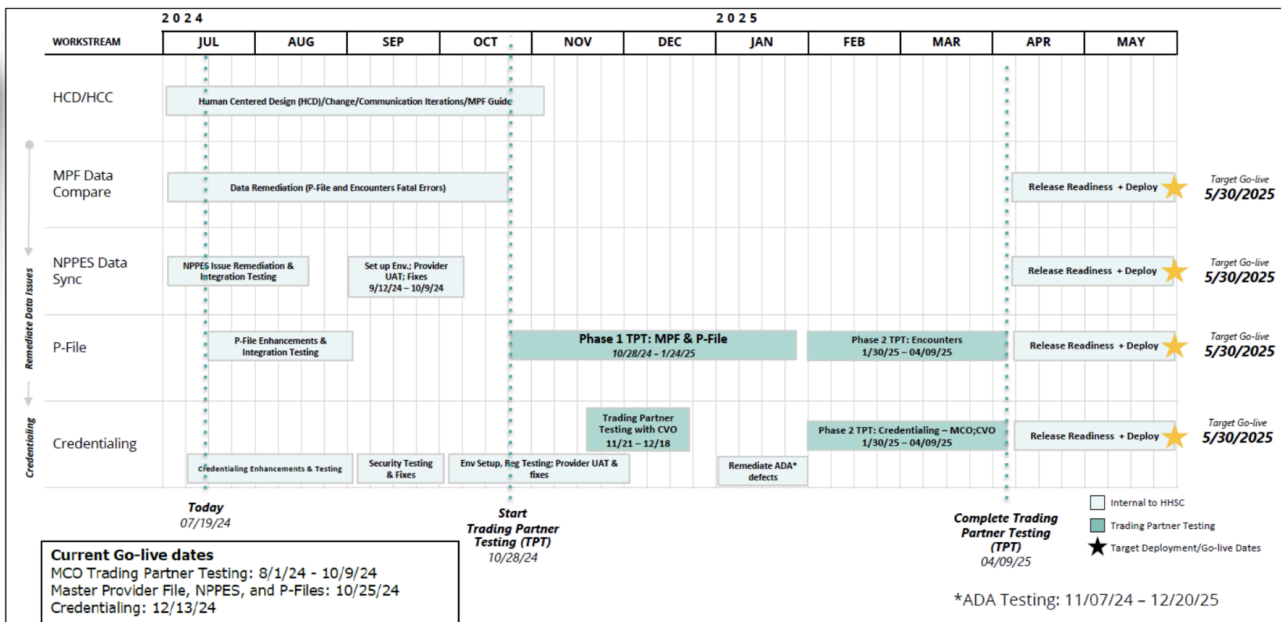 2024
2025
WORKSTREAM
JUL
AUG
SEP
OCT
NOV
DEC
JAN
FEB
MAR
APR
MAY
HCD/HCC
Human Centered Design (HCD)/Change/Communication Iterations/MPF Guide
Remediate Data Issues
MPF Data
Compare
Data Remediation (P-File and Encounters Fatal Errors)
Release Readiness + Deploy
Target Go-live
5/30/2025
NPPES Data
Sync
NPPES Issue Remediation &
Integration Testing
Set up Env.; Provider
UAT; Fixes
9/12/24 – 10/9/24
Release Readiness + Deploy
Target Go-live
5/30/2025
P-File
P-File Enhancements &
Integration Testing
Phase 1 TPT: MPF & P-File
10/28/24 – 1/24/25
Phase 2 TPT: Encounters
1/30/25 – 04/09/25
Release Readiness + Deploy
Target Go-live
5/30/2025
Credentialing
Credentialing
Trading Partner
Testing with CVO
11/21 – 12/18
Phase 2 TPT: Credentialing – MCO;CVO
1/30/25 – 04/09/25
Release Readiness + Deploy
Target Go-live
5/30/2025
Credentialing Enhancements & Testing
Security Testing
& Fixes
Env Setup, Reg Testing; Provider UAT &
fixes
Remediate ADA*
defects
Today
07/19/24
Start
Trading Partner
Testing (TPT)
10/28/24
Complete Trading
Partner Testing
(TPT)
04/09/25
Internal to HHSC
Trading Partner Testing
Target Deployment/Go-live Dates
Current Go-live dates
MCO Trading Partner Testing: 8/1/24 - 10/9/24
Master Provider File, NPPES, and P-Files: 10/25/24
Credentialing: 12/13/24
*ADA Testing: 11/07/24 – 12/20/25